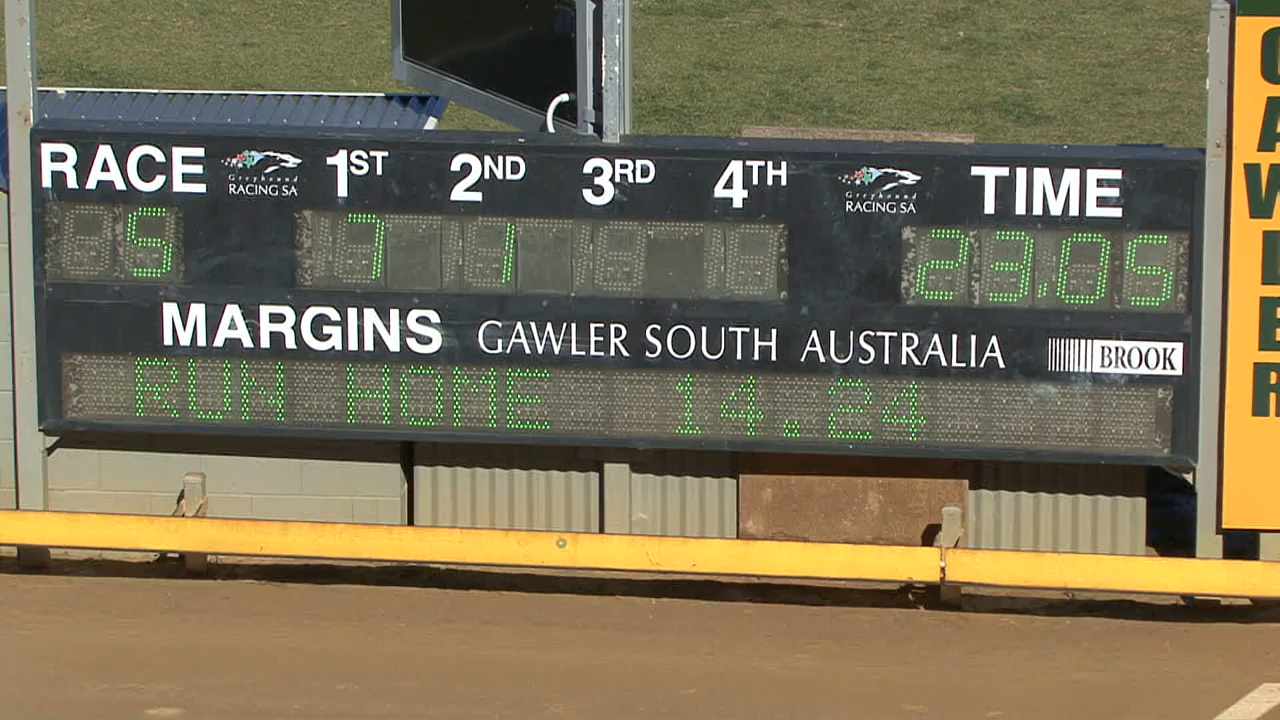 RACE Greyhound RACING SA 1ST 2ND 3RD 4TH Greyhound RACING SA TIME
5 7 1 23.05
MARGINS GAWLER SOUTH AUSTRALIA BROOK
RUN HOME 14.24
GAWLER